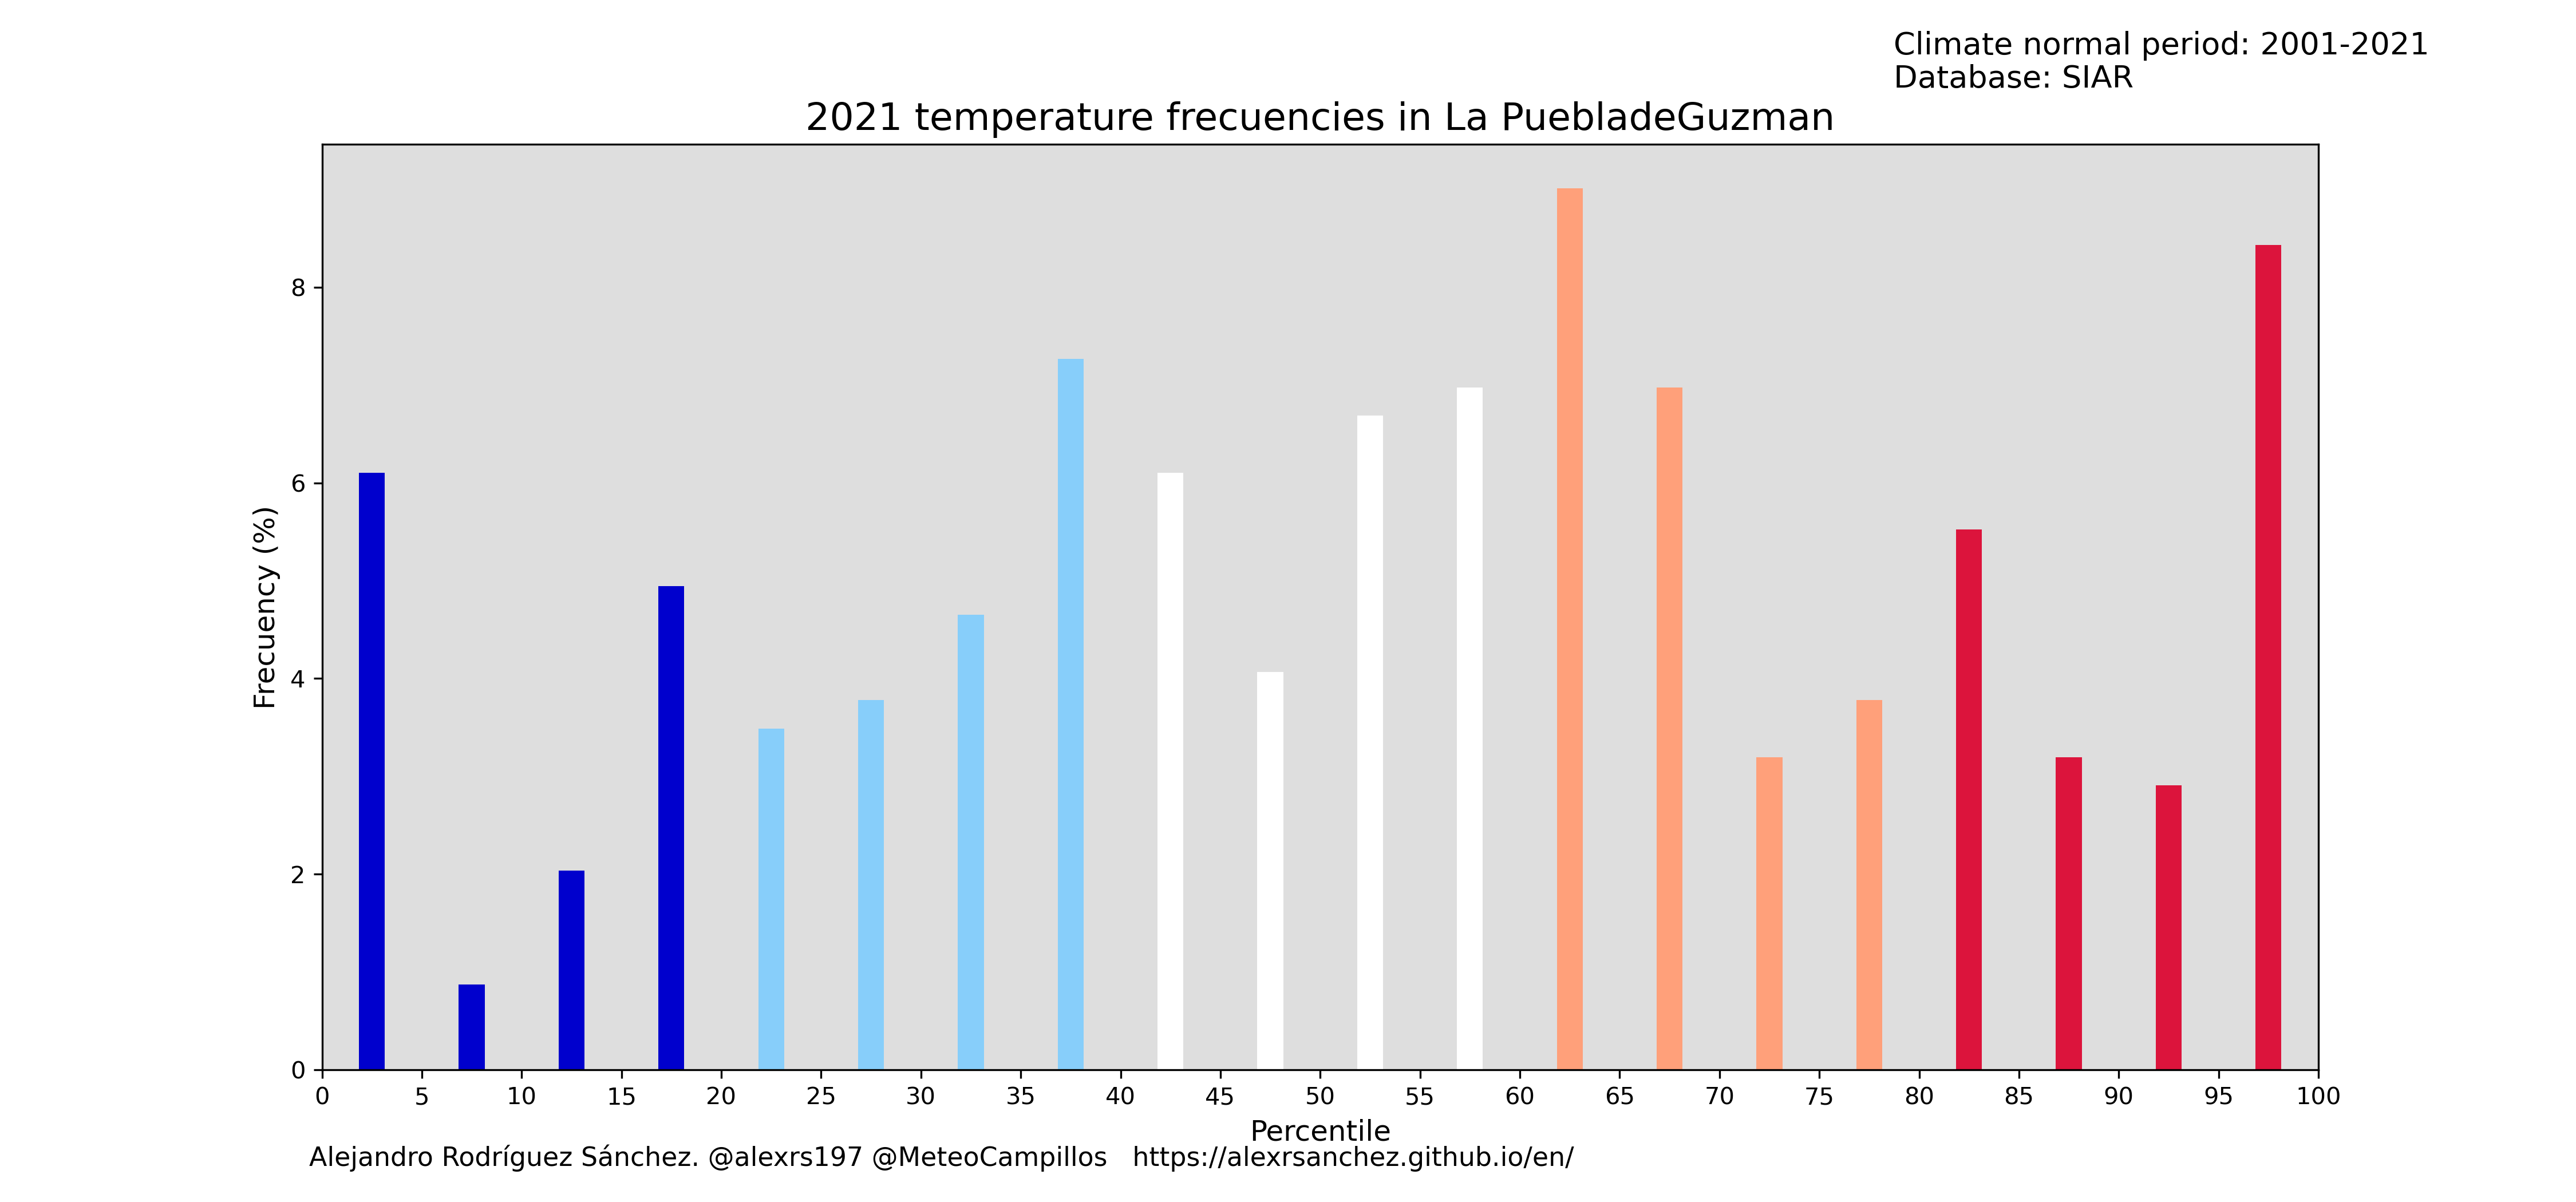 Climate normal period: 2001-2021
Database: SIAR
2021 temperature frecuencies in La PuebladeGuzman
8
6
4
2
0
Frecuency (%)
0 5 10 15 20 25 30 35 40 45 50 55 60 65 70 75 80 85 90 95 100
Percentile
Alejandro Rodríguez Sánchez. @alexrs197 @MeteoCampillos https://alexrsanchez.github.io/en/